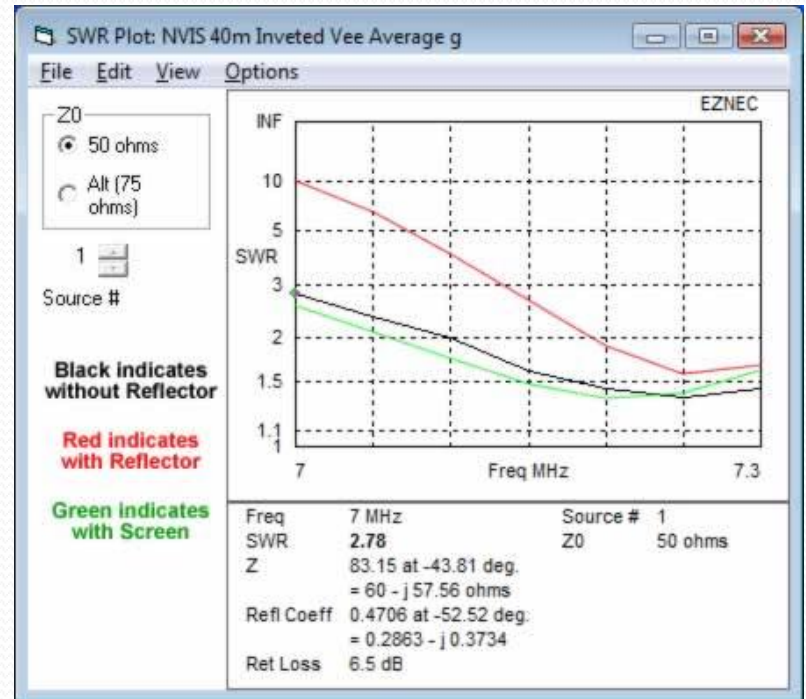 SWR Plot: NVIS 40m Inveted Vee Average g
File Edit View Options
Z0
50 ohms
Alt (75
ohms)
1
Source #
Black indicates
without Reflector
Red indicates
with Reflector
Green indicates
with Screen
EZNEC
INF
10
5
SWR
3
2
1.5
1.1
1
7 Freq MHz 7.3
Freq 7 MHz Source # 1
SWR 2.78 Z0 50 ohms
Z 83.15 at -43.81 deg.
= 60 - j 57.56 ohms
Refl Coeff 0.4706 at -52.52 deg.
= 0.2863 - j 0.3734
Ret Loss 6.5 dB